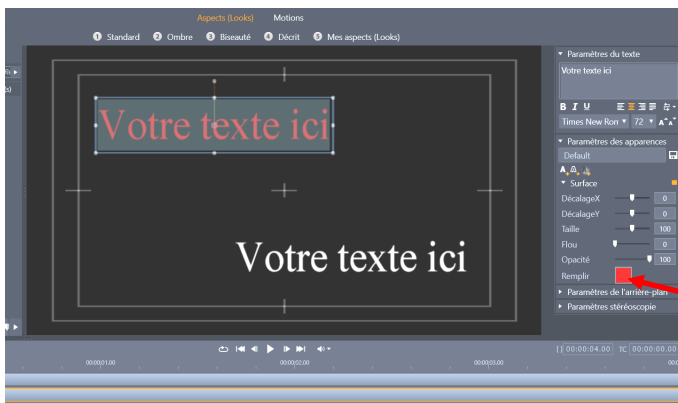 Aspects (Looks) Motions
1 Standard 2 Ombre 3 Biseauté 4 Décrit 5 Mes aspects (Looks)
Paramètres du texte
Votre texte ici
B I U
Times New Ron 72
Votre texte ici
Paramètres des apparences
Default
Surface
DécalageX 0
DécalageY 0
Taille 100
Flou 0
Opacité 100
Remplir
Votre texte ici
Paramètres de l'arrière-plan
Paramètres stéréoscopie
[ ] 00:00:04.00 TC 00:00:00.00
00:00:01.00 00:00:02.00 00:00:03.00